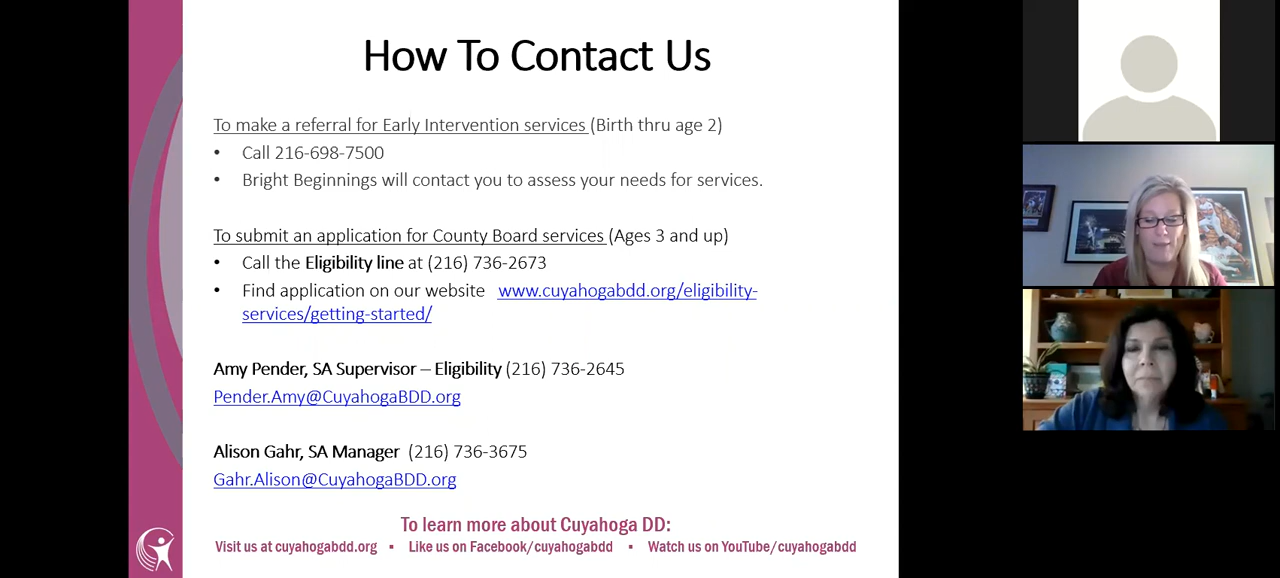 How To Contact Us
To make a referral for Early Intervention services (Birth thru age 2)
• Call 216-698-7500
• Bright Beginnings will contact you to assess your needs for services.
To submit an application for County Board services (Ages 3 and up)
• Call the Eligibility line at (216) 736-2673
• Find application on our website www.cuyahogabdd.org/eligibility-
services/getting-started/
Amy Pender, SA Supervisor – Eligibility (216) 736-2645
Pender.Amy@CuyahogaBDD.org
Alison Gahr, SA Manager (216) 736-3675
Gahr.Alison@CuyahogaBDD.org
To learn more about Cuyahoga DD:
Visit us at cuyahogabdd.org ▪ Like us on Facebook/cuyahogabdd ▪ Watch us on YouTube/cuyahogabdd